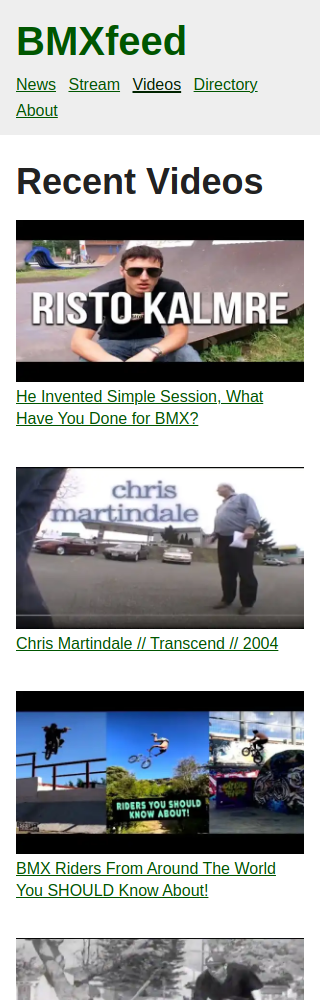 BMXfeed
News Stream Videos Directory
About
Recent Videos
RISTO KALMRE
He Invented Simple Session, What
Have You Done for BMX?
chris
martindale
Chris Martindale // Transcend // 2004
RIDERS YOU SHOULD
KNOW ABOUT!
BMX Riders From Around The World
You SHOULD Know About!